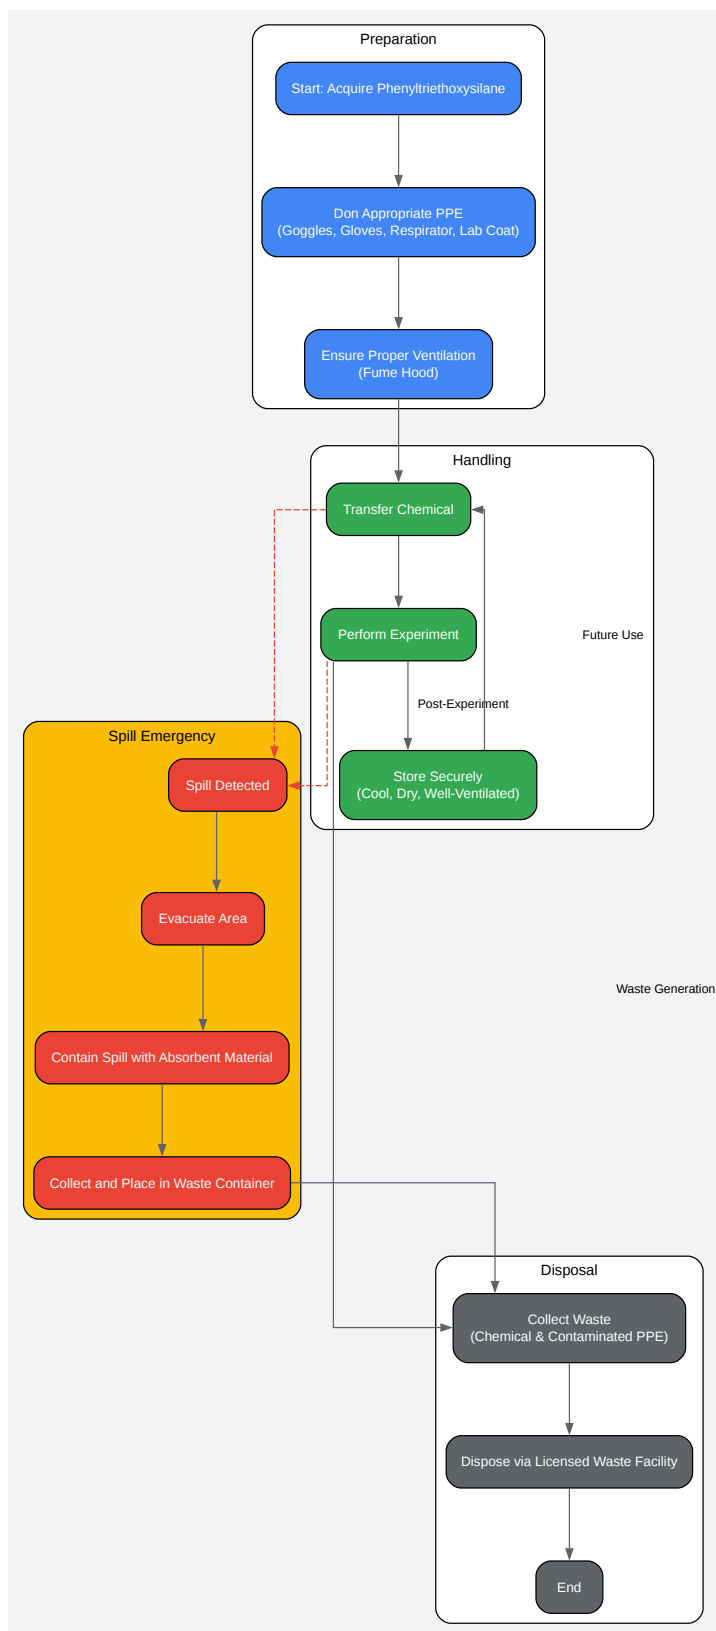 Preparation
Start: Acquire Phenyltriethoxysilane
Don Appropriate PPE
(Goggles, Gloves, Respirator, Lab Coat)
Ensure Proper Ventilation
(Fume Hood)
Handling
Transfer Chemical
Perform Experiment
Future Use
Post-Experiment
Store Securely
(Cool, Dry, Well-Ventilated)
Spill Emergency
Spill Detected
Evacuate Area
Contain Spill with Absorbent Material
Collect and Place in Waste Container
Waste Generation
Disposal
Collect Waste
(Chemical & Contaminated PPE)
Dispose via Licensed Waste Facility
End